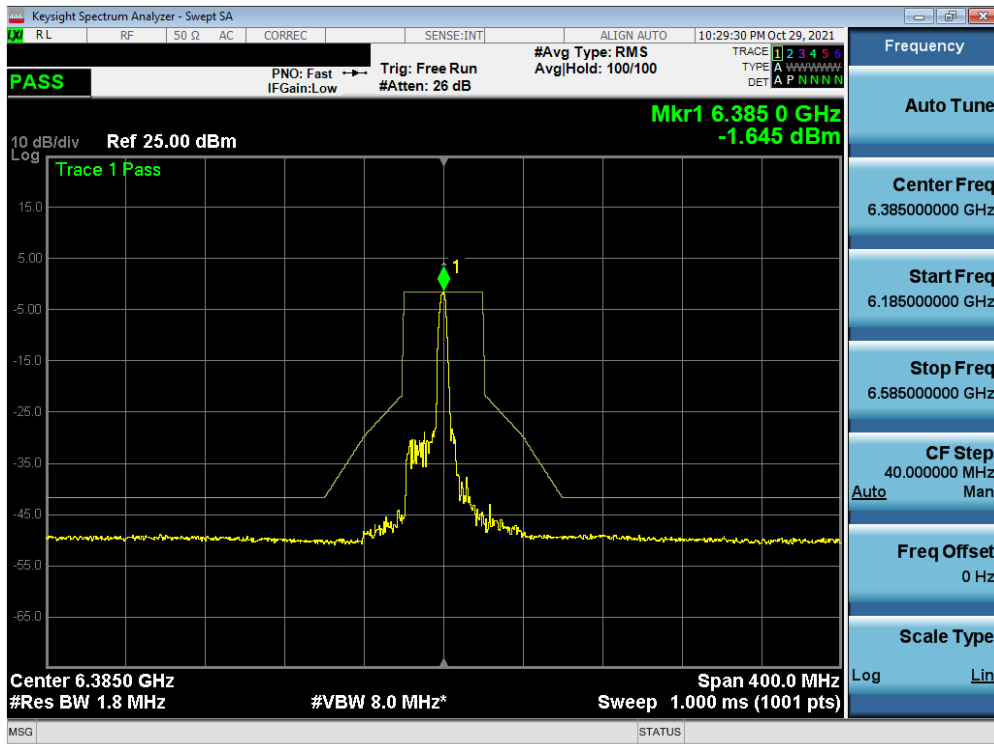 Keysight Spectrum Analyzer - Swept SA
LXI RL RF 50 Ω AC CORREC SENSE:INT ALIGN AUTO 10:29:30 PM Oct 29, 2021
PASS
PNO: Fast
IFGain:Low
Trig: Free Run
#Atten: 26 dB
#Avg Type: RMS
Avg|Hold: 100/100
TRACE 1 2 3 4 5 6
TYPE A WWWWW
DET A P N N N N
Mkr1 6.385 0 GHz
-1.645 dBm
10 dB/div Ref 25.00 dBm
Log
Trace 1 Pass
15.0
5.00
-5.00
-15.0
-25.0
-35.0
-45.0
-55.0
-65.0
1
Center 6.3850 GHz Span 400.0 MHz
#Res BW 1.8 MHz #VBW 8.0 MHz* Sweep 1.000 ms (1001 pts)
MSG STATUS
Frequency
Auto Tune
Center Freq
6.385000000 GHz
Start Freq
6.185000000 GHz
Stop Freq
6.585000000 GHz
CF Step
40.000000 MHz
Auto Man
Freq Offset
0 Hz
Scale Type
Log Lin